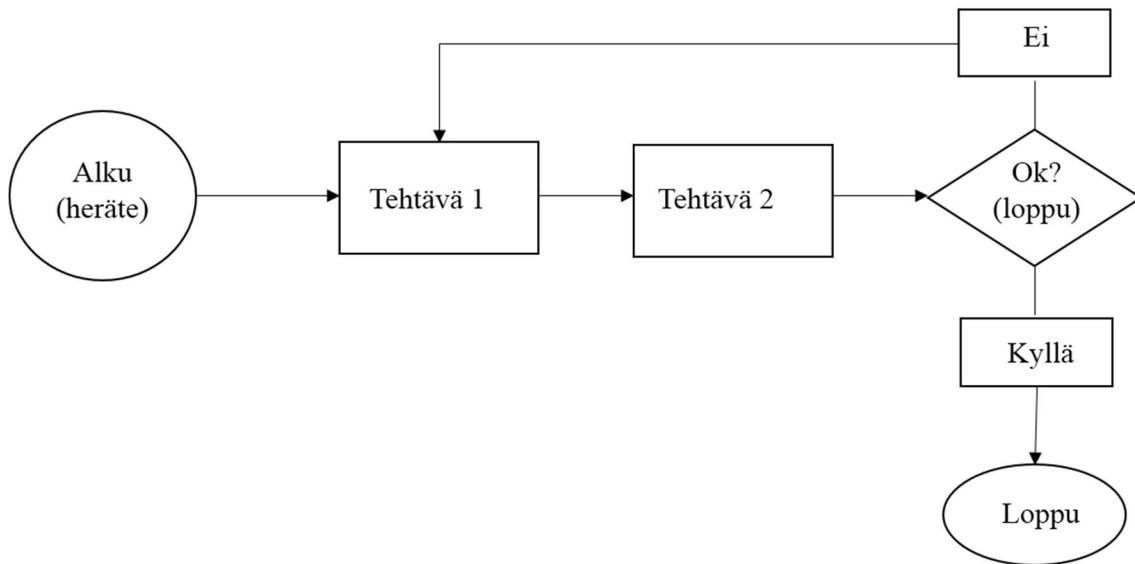 Ei
Alku
(heräte)
Tehtävä 1
Tehtävä 2
Ok?
(loppu)
Kyllä
Loppu